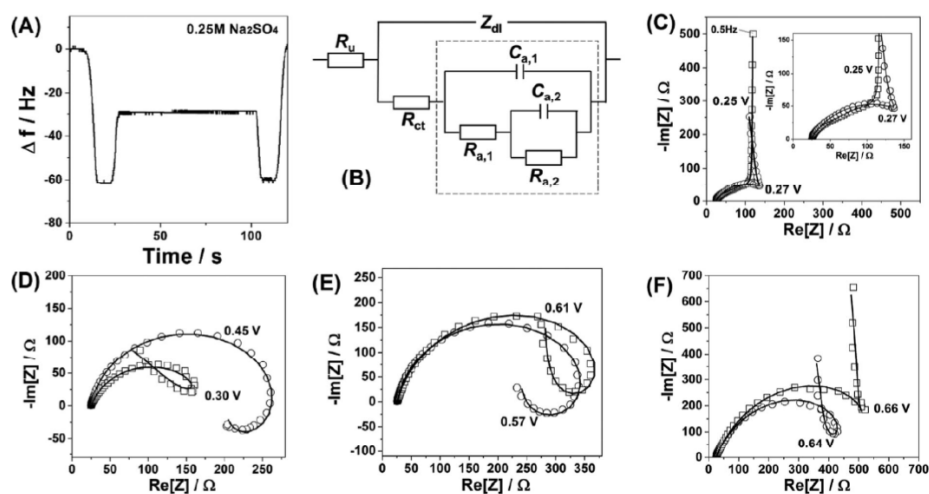 (A)
0.25M Na₂SO₄
Δ f / Hz
0
-20
-40
-60
-80
0
50
100
Time / s
Rᵤ
Z_dl
C_a,1
C_a,2
R_ct
R_a,1
R_a,2
(B)
(C)
-Im[Z] / Ω
500
400
300
200
100
0
0.5Hz
0.25 V
0.27 V
0 100 200 300 400 500
Re[Z] / Ω
-Im[Z] / Ω
150
100
50
0
0.25 V
0.27 V
0 50 100 150
Re[Z] / Ω
(D)
-Im[Z] / Ω
200
150
100
50
0
-50
0.45 V
0.30 V
0 50 100 150 200 250
Re[Z] / Ω
(E)
-Im[Z] / Ω
250
200
150
100
50
0
-50
-100
0.61 V
0.57 V
0 50 100 150 200 250 300 350
Re[Z] / Ω
(F)
-Im[Z] / Ω
700
600
500
400
300
200
100
0
0.66 V
0.64 V
0 100 200 300 400 500 600 700
Re[Z] / Ω